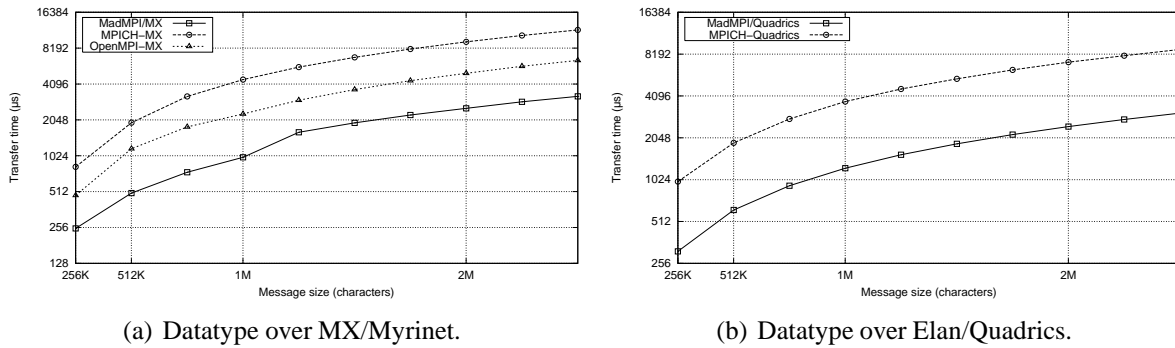 16384
8192
4096
2048
1024
512
256
128
Transfer time (µs)
MadMPI/MX
MPICH−MX
OpenMPI−MX
256K 512K 1M 2M
Message size (characters)
(a) Datatype over MX/Myrinet.
16384
8192
4096
2048
1024
512
256
Transfer time (µs)
MadMPI/Quadrics
MPICH−Quadrics
256K 512K 1M 2M
Message size (characters)
(b) Datatype over Elan/Quadrics.